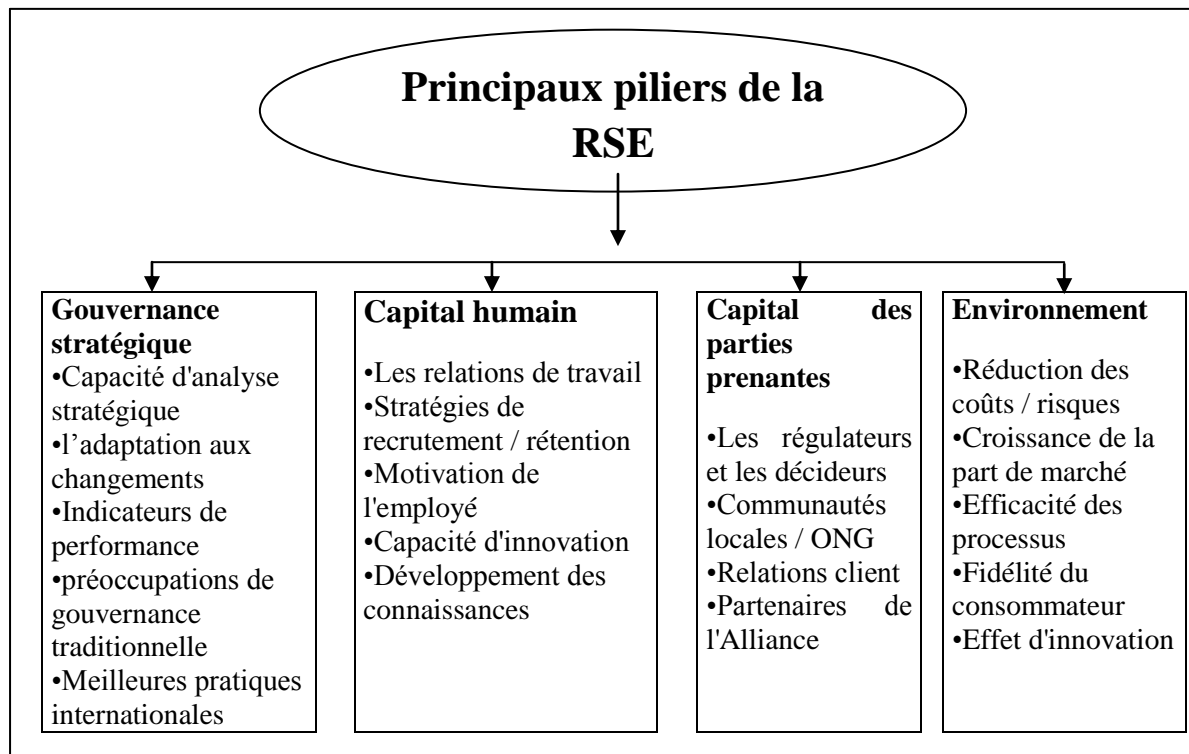 Principaux piliers de la
RSE
Gouvernance
stratégique
•Capacité d'analyse
stratégique
•l’adaptation aux
changements
•Indicateurs de
performance
•préoccupations de
gouvernance
traditionnelle
•Meilleures pratiques
internationales
Capital humain
•Les relations de travail
•Stratégies de
recrutement / rétention
•Motivation de
l'employé
•Capacité d'innovation
•Développement des
connaissances
Capital des
parties
prenantes
•Les régulateurs
et les décideurs
•Communautés
locales / ONG
•Relations client
•Partenaires de
l'Alliance
Environnement
•Réduction des
coûts / risques
•Croissance de la
part de marché
•Efficacité des
processus
•Fidélité du
consommateur
•Effet d'innovation